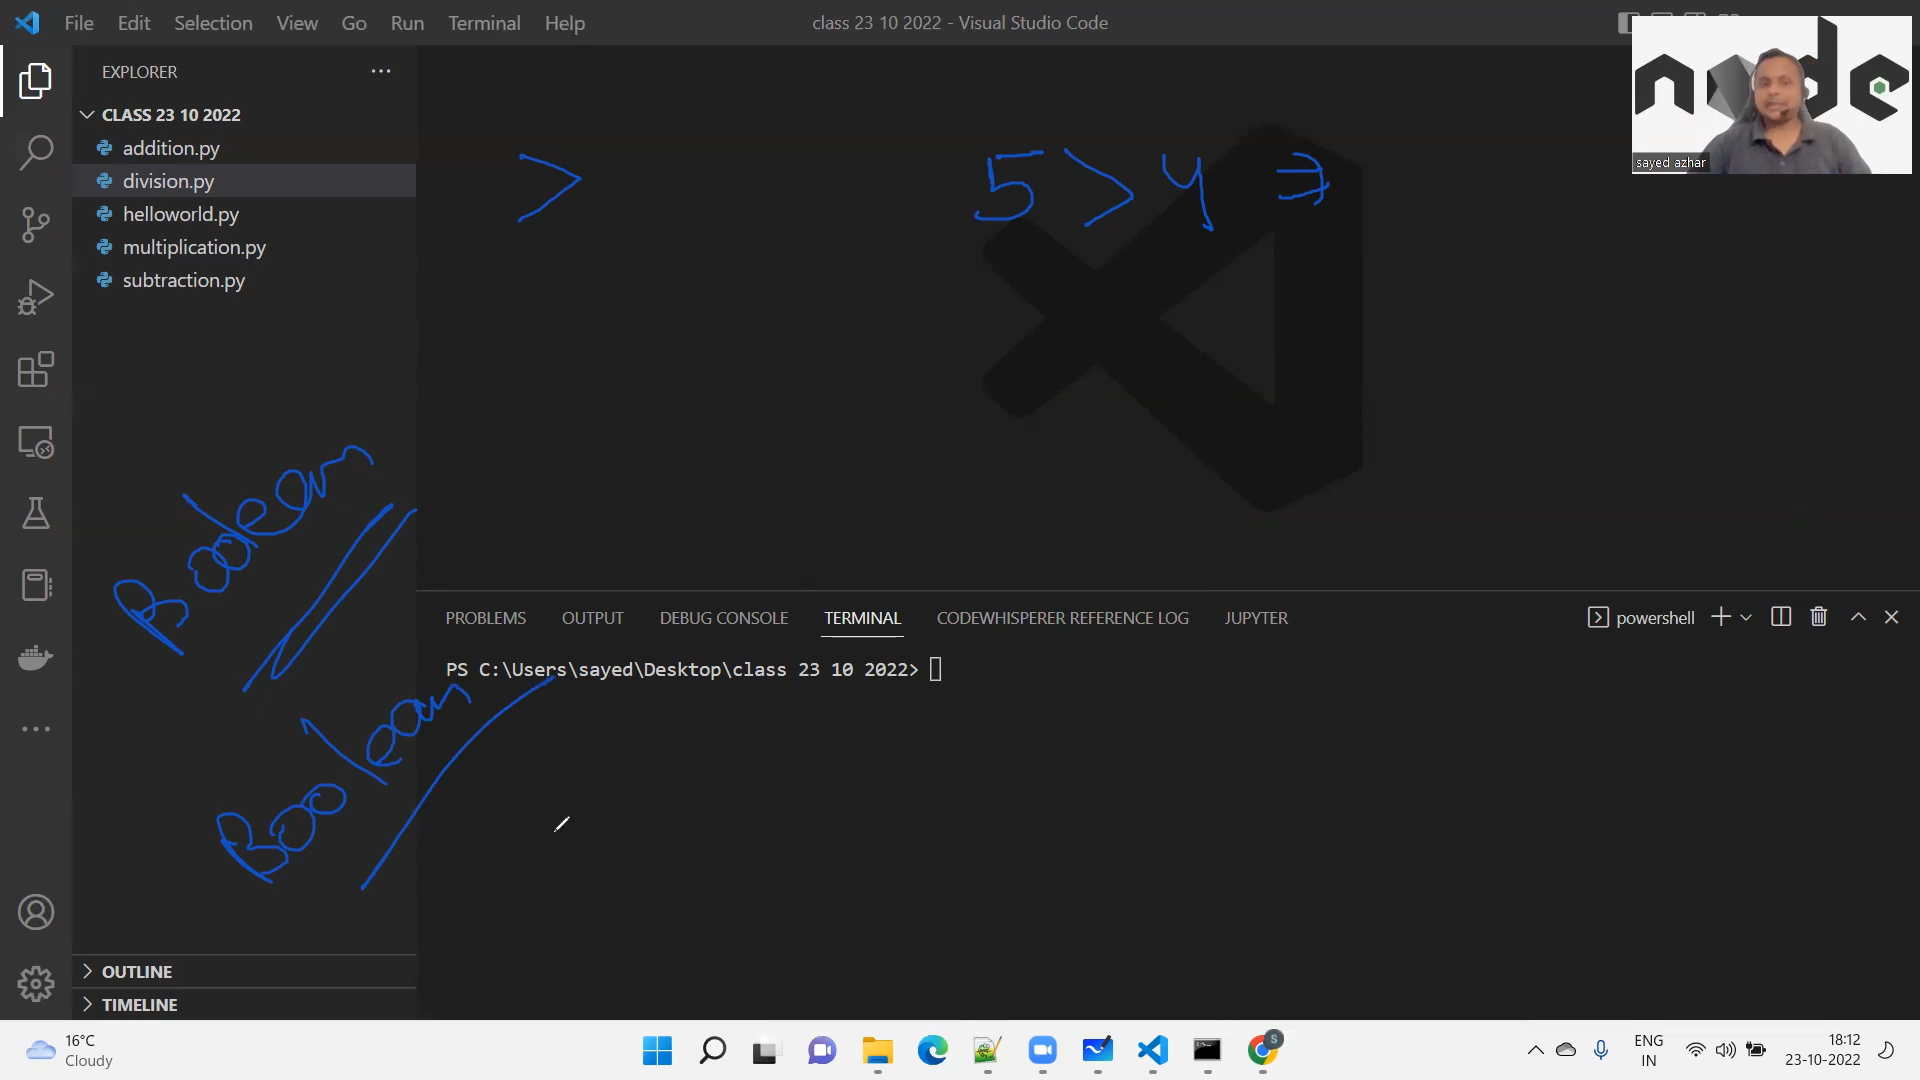 File Edit Selection View Go Run Terminal Help
class 23 10 2022 - Visual Studio Code
node
sayed azhar
EXPLORER
CLASS 23 10 2022
addition.py
division.py
helloworld.py
multiplication.py
subtraction.py
>
5 > 4 ⇒
Boolean
Boolean
PROBLEMS OUTPUT DEBUG CONSOLE TERMINAL CODEWHISPERER REFERENCE LOG JUPYTER
powershell
PS C:\Users\sayed\Desktop\class 23 10 2022>
OUTLINE
TIMELINE
16°C
Cloudy
S
ENG
IN
18:12
23-10-2022